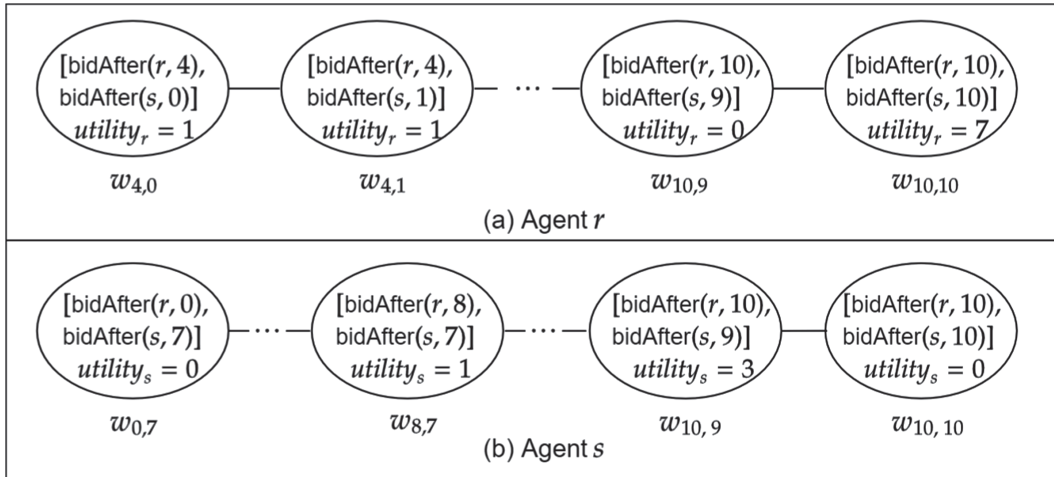 [bidAfter(r, 4), [bidAfter(r, 4), [bidAfter(r, 10), [bidAfter(r, 10),
bidAfter(s, 0)] bidAfter(s, 1)] ... bidAfter(s, 9)] bidAfter(s, 10)]
utility_r = 1 utility_r = 1 utility_r = 0 utility_r = 7
w_{4,0} w_{4,1} w_{10,9} w_{10,10}
(a) Agent r
[bidAfter(r, 0), [bidAfter(r, 8), [bidAfter(r, 10), [bidAfter(r, 10),
bidAfter(s, 7)] ... bidAfter(s, 7)] ... bidAfter(s, 9)] bidAfter(s, 10)]
utility_s = 0 utility_s = 1 utility_s = 3 utility_s = 0
w_{0,7} w_{8,7} w_{10, 9} w_{10, 10}
(b) Agent s